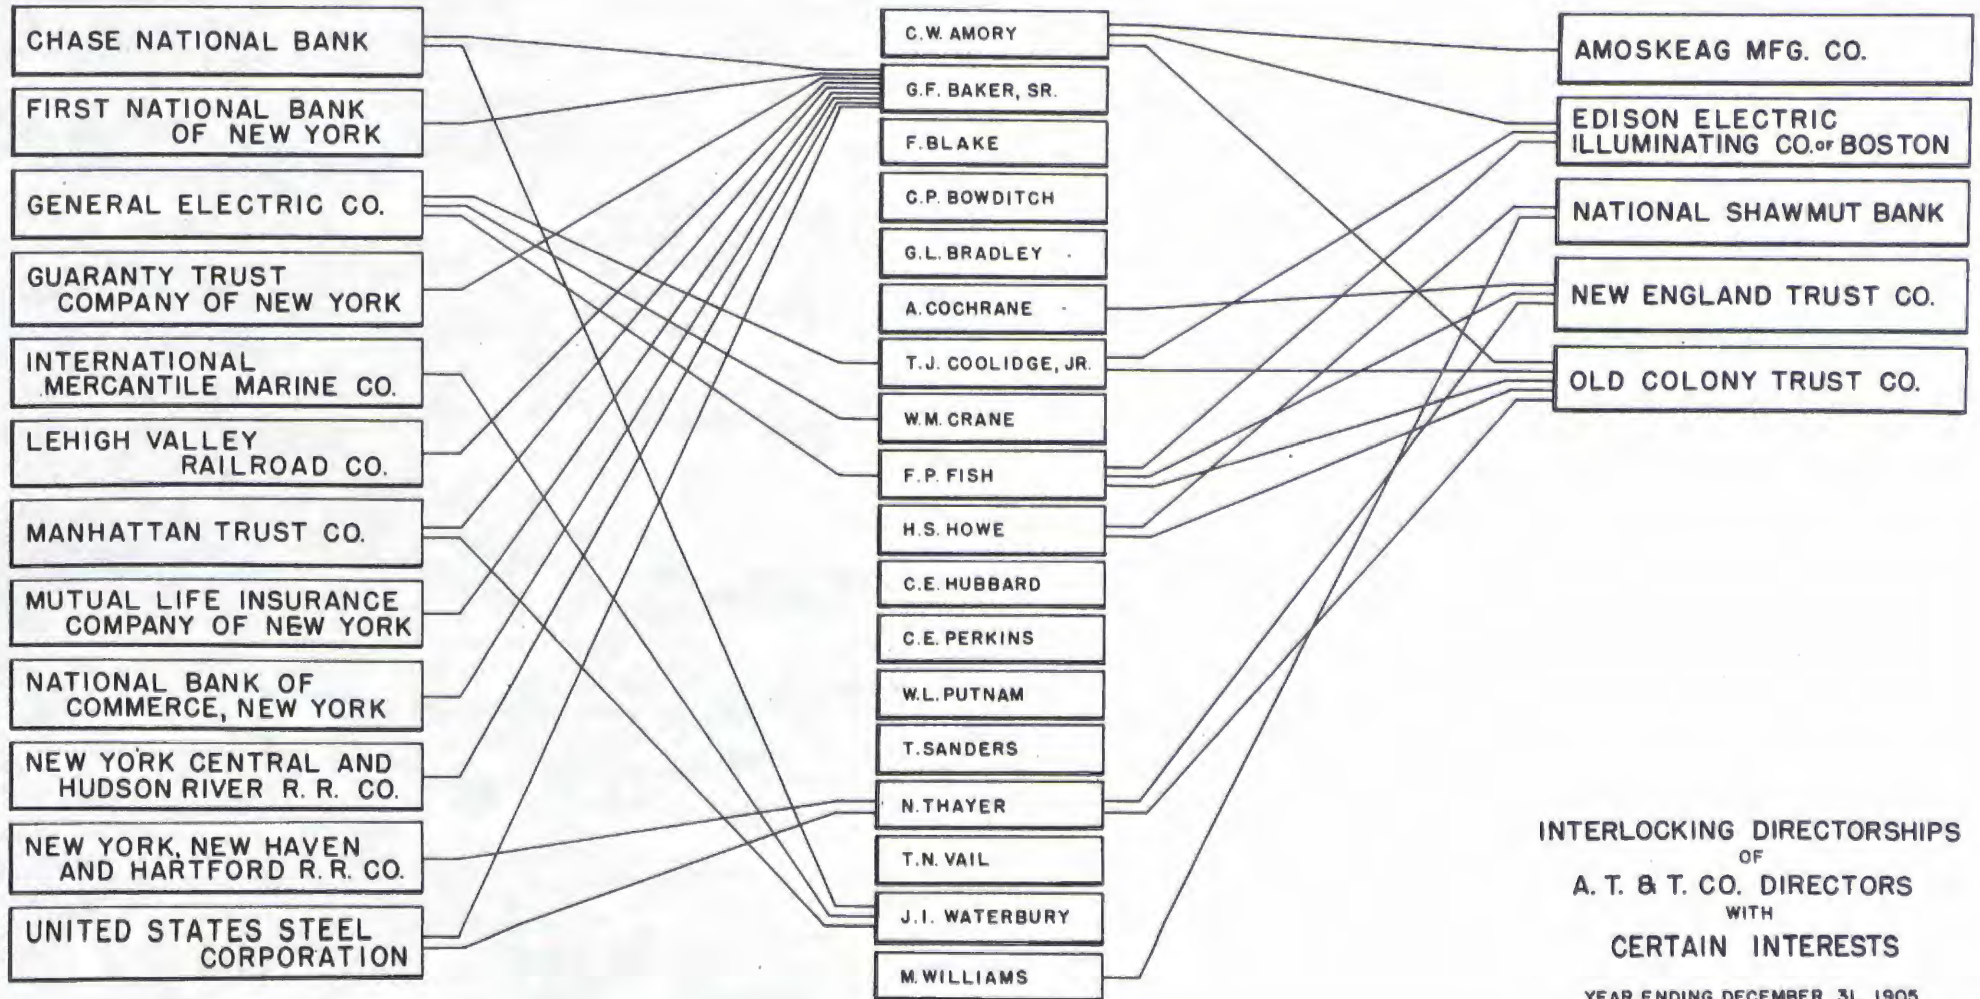 CHASE NATIONAL BANK
FIRST NATIONAL BANK
OF NEW YORK
GENERAL ELECTRIC CO.
GUARANTY TRUST
COMPANY OF NEW YORK
INTERNATIONAL
MERCANTILE MARINE CO.
LEHIGH VALLEY
RAILROAD CO.
MANHATTAN TRUST CO.
MUTUAL LIFE INSURANCE
COMPANY OF NEW YORK
NATIONAL BANK OF
COMMERCE, NEW YORK
NEW YORK CENTRAL AND
HUDSON RIVER R. R. CO.
NEW YORK, NEW HAVEN
AND HARTFORD R. R. CO.
UNITED STATES STEEL
CORPORATION
C.W. AMORY
G.F. BAKER, SR.
F. BLAKE
C.P. BOWDITCH
G.L. BRADLEY
A. COCHRANE
T.J. COOLIDGE, JR.
W.M. CRANE
F.P. FISH
H.S. HOWE
C.E. HUBBARD
C.E. PERKINS
W.L. PUTNAM
T. SANDERS
N. THAYER
T.N. VAIL
J.I. WATERBURY
M. WILLIAMS
AMOSKEAG MFG. CO.
EDISON ELECTRIC
ILLUMINATING CO. OF BOSTON
NATIONAL SHAWMUT BANK
NEW ENGLAND TRUST CO.
OLD COLONY TRUST CO.
INTERLOCKING DIRECTORSHIPS
OF
A. T. & T. CO. DIRECTORS
WITH
CERTAIN INTERESTS
YEAR ENDING DECEMBER 31, 1905